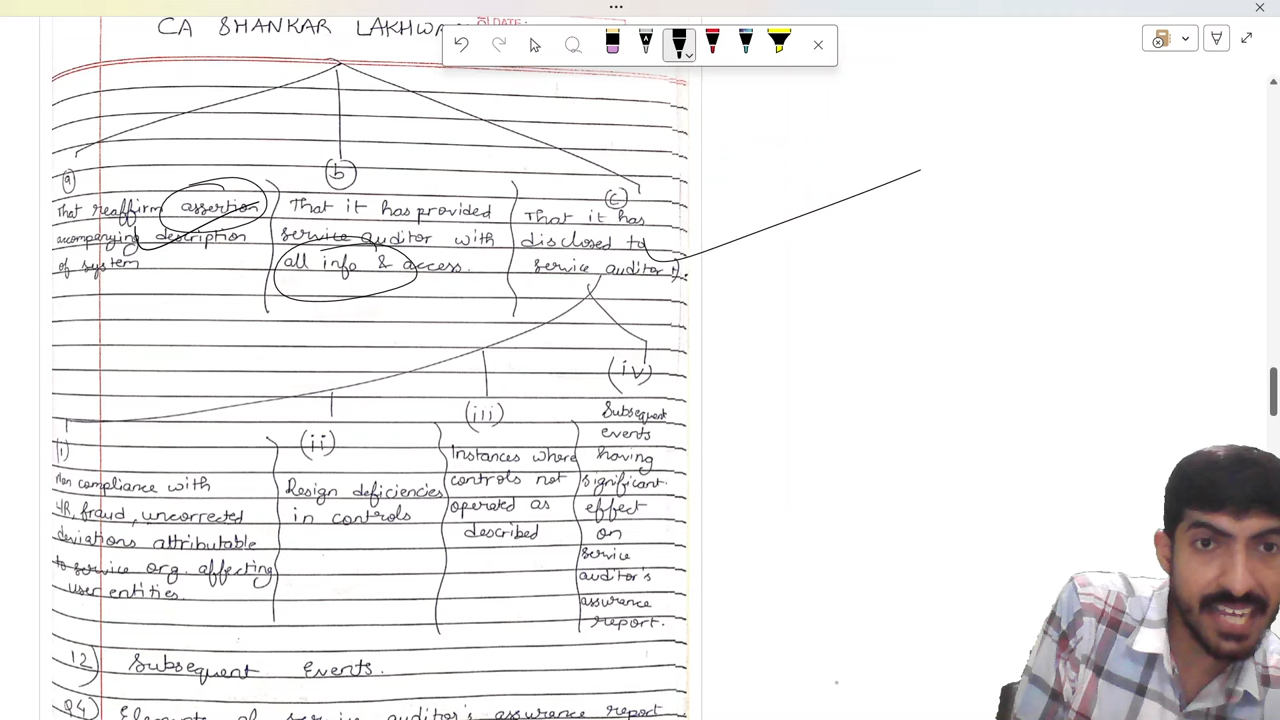 CA SHANKAR LAKHWA
DATE:
a
b
c
That reaffirm assertion
accompanying description
of system
That it has provided
service auditor with
all info & access.
That it has
disclosed to
service auditor:
(i)
(ii)
(iii)
(iv)
Non compliance with
fraud, uncorrected
deviations attributable
to service org. affecting
user entities.
Design deficiencies
in controls
Instances where
controls not
operated as
described
Subsequent
events
having
significant
effect
on
service
auditor's
assurance
report.
12) Subsequent Events.
Q4) Elements of service auditor's assurance report